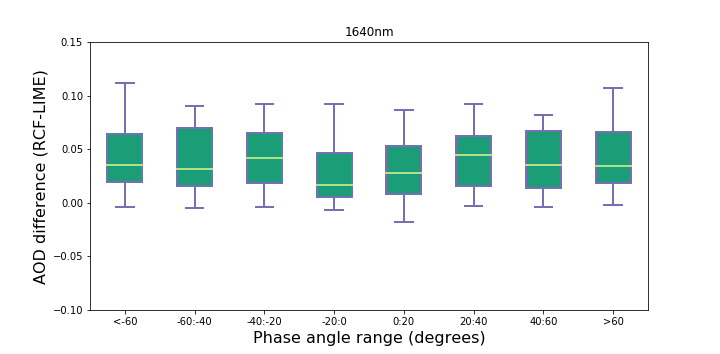 1640nm
AOD difference (RCF-LIME)
0.15
0.10
0.05
0.00
−0.05
−0.10
<-60 -60:-40 -40:-20 -20:0 0:20 20:40 40:60 >60
Phase angle range (degrees)